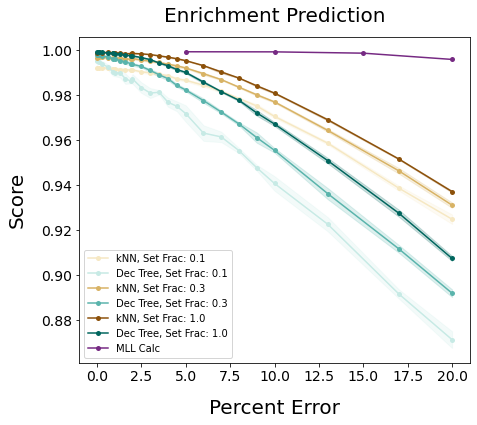 Enrichment Prediction
Score
1.00
0.98
0.96
0.94
0.92
0.90
0.88
kNN, Set Frac: 0.1
Dec Tree, Set Frac: 0.1
kNN, Set Frac: 0.3
Dec Tree, Set Frac: 0.3
kNN, Set Frac: 1.0
Dec Tree, Set Frac: 1.0
MLL Calc
0.0 2.5 5.0 7.5 10.0 12.5 15.0 17.5 20.0
Percent Error